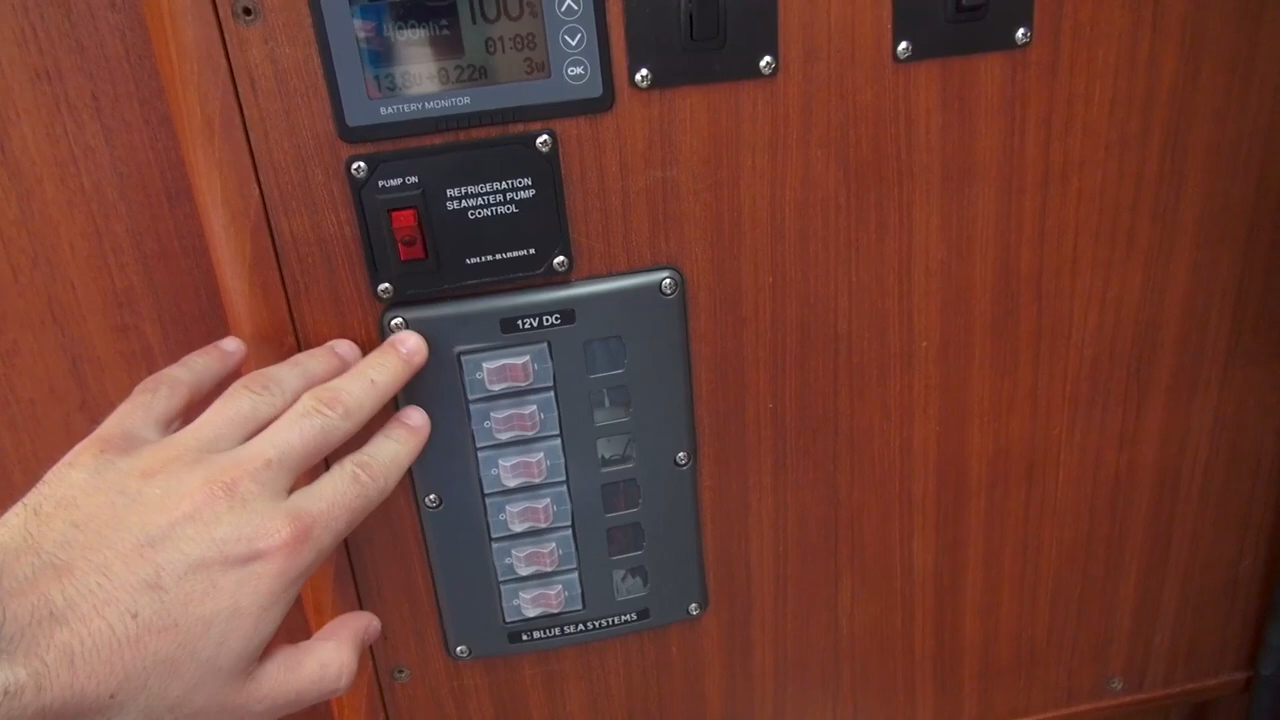 100%
400Ah
01:08
13.8v 0.22A 3w
OK
BATTERY MONITOR
PUMP ON
REFRIGERATION
SEAWATER PUMP
CONTROL
ADLER-BARBOUR
12V DC
BLUE SEA SYSTEMS